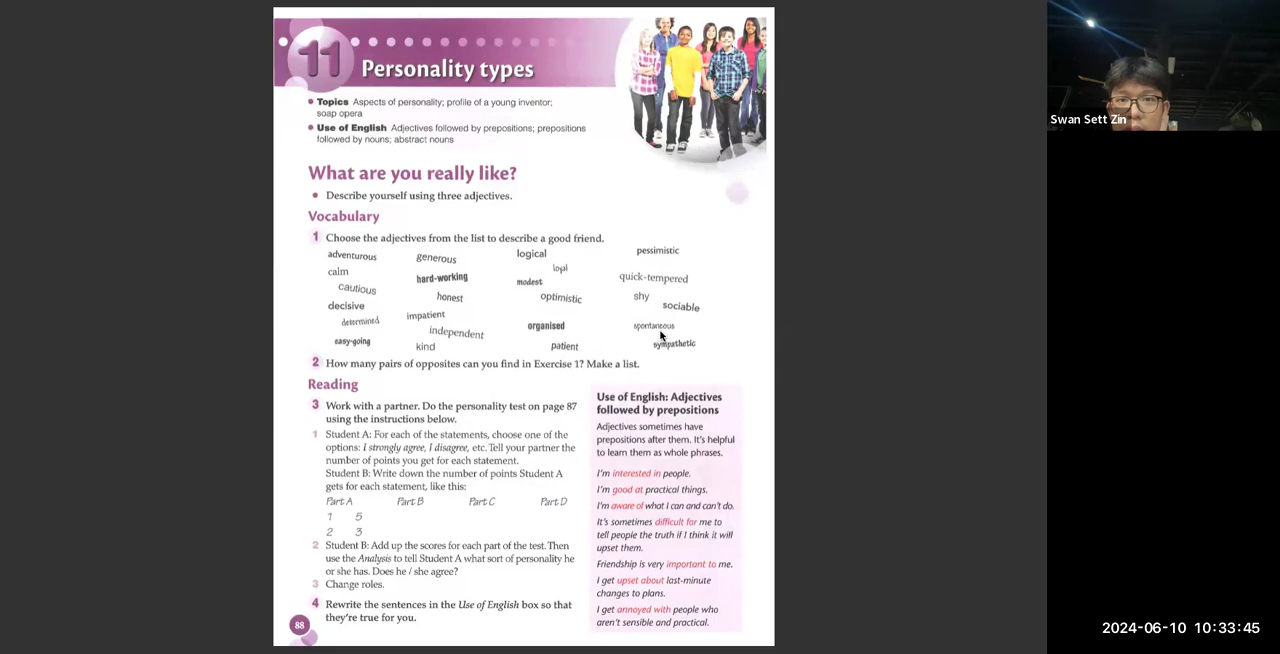 11
Personality types
Topics Aspects of personality; profile of a young inventor;
soap opera
Use of English Adjectives followed by prepositions; prepositions
followed by nouns; abstract nouns
What are you really like?
Describe yourself using three adjectives.
Vocabulary
1 Choose the adjectives from the list to describe a good friend.
adventurous generous logical pessimistic
calm hard-working loyal quick-tempered
cautious honest modest shy
decisive impatient optimistic sociable
determined independent organised spontaneous
easy-going kind patient sympathetic
2 How many pairs of opposites can you find in Exercise 1? Make a list.
Reading
3 Work with a partner. Do the personality test on page 87
using the instructions below.
1 Student A: For each of the statements, choose one of the
options: I strongly agree, I disagree, etc. Tell your partner the
number of points you get for each statement.
Student B: Write down the number of points Student A
gets for each statement, like this:
Part A Part B Part C Part D
1 5
2 3
2 Student B: Add up the scores for each part of the test. Then
use the Analysis to tell Student A what sort of personality he
or she has. Does he / she agree?
3 Change roles.
4 Rewrite the sentences in the Use of English box so that
they're true for you.
88
Use of English: Adjectives
followed by prepositions
Adjectives sometimes have
prepositions after them. It's helpful
to learn them as whole phrases.
I'm interested in people.
I'm good at practical things.
I'm aware of what I can and can't do.
It's sometimes difficult for me to
tell people the truth if I think it will
upset them.
Friendship is very important to me.
I get upset about last-minute
changes to plans.
I get annoyed with people who
aren't sensible and practical.
Swan Sett Zin
2024-06-10 10:33:45